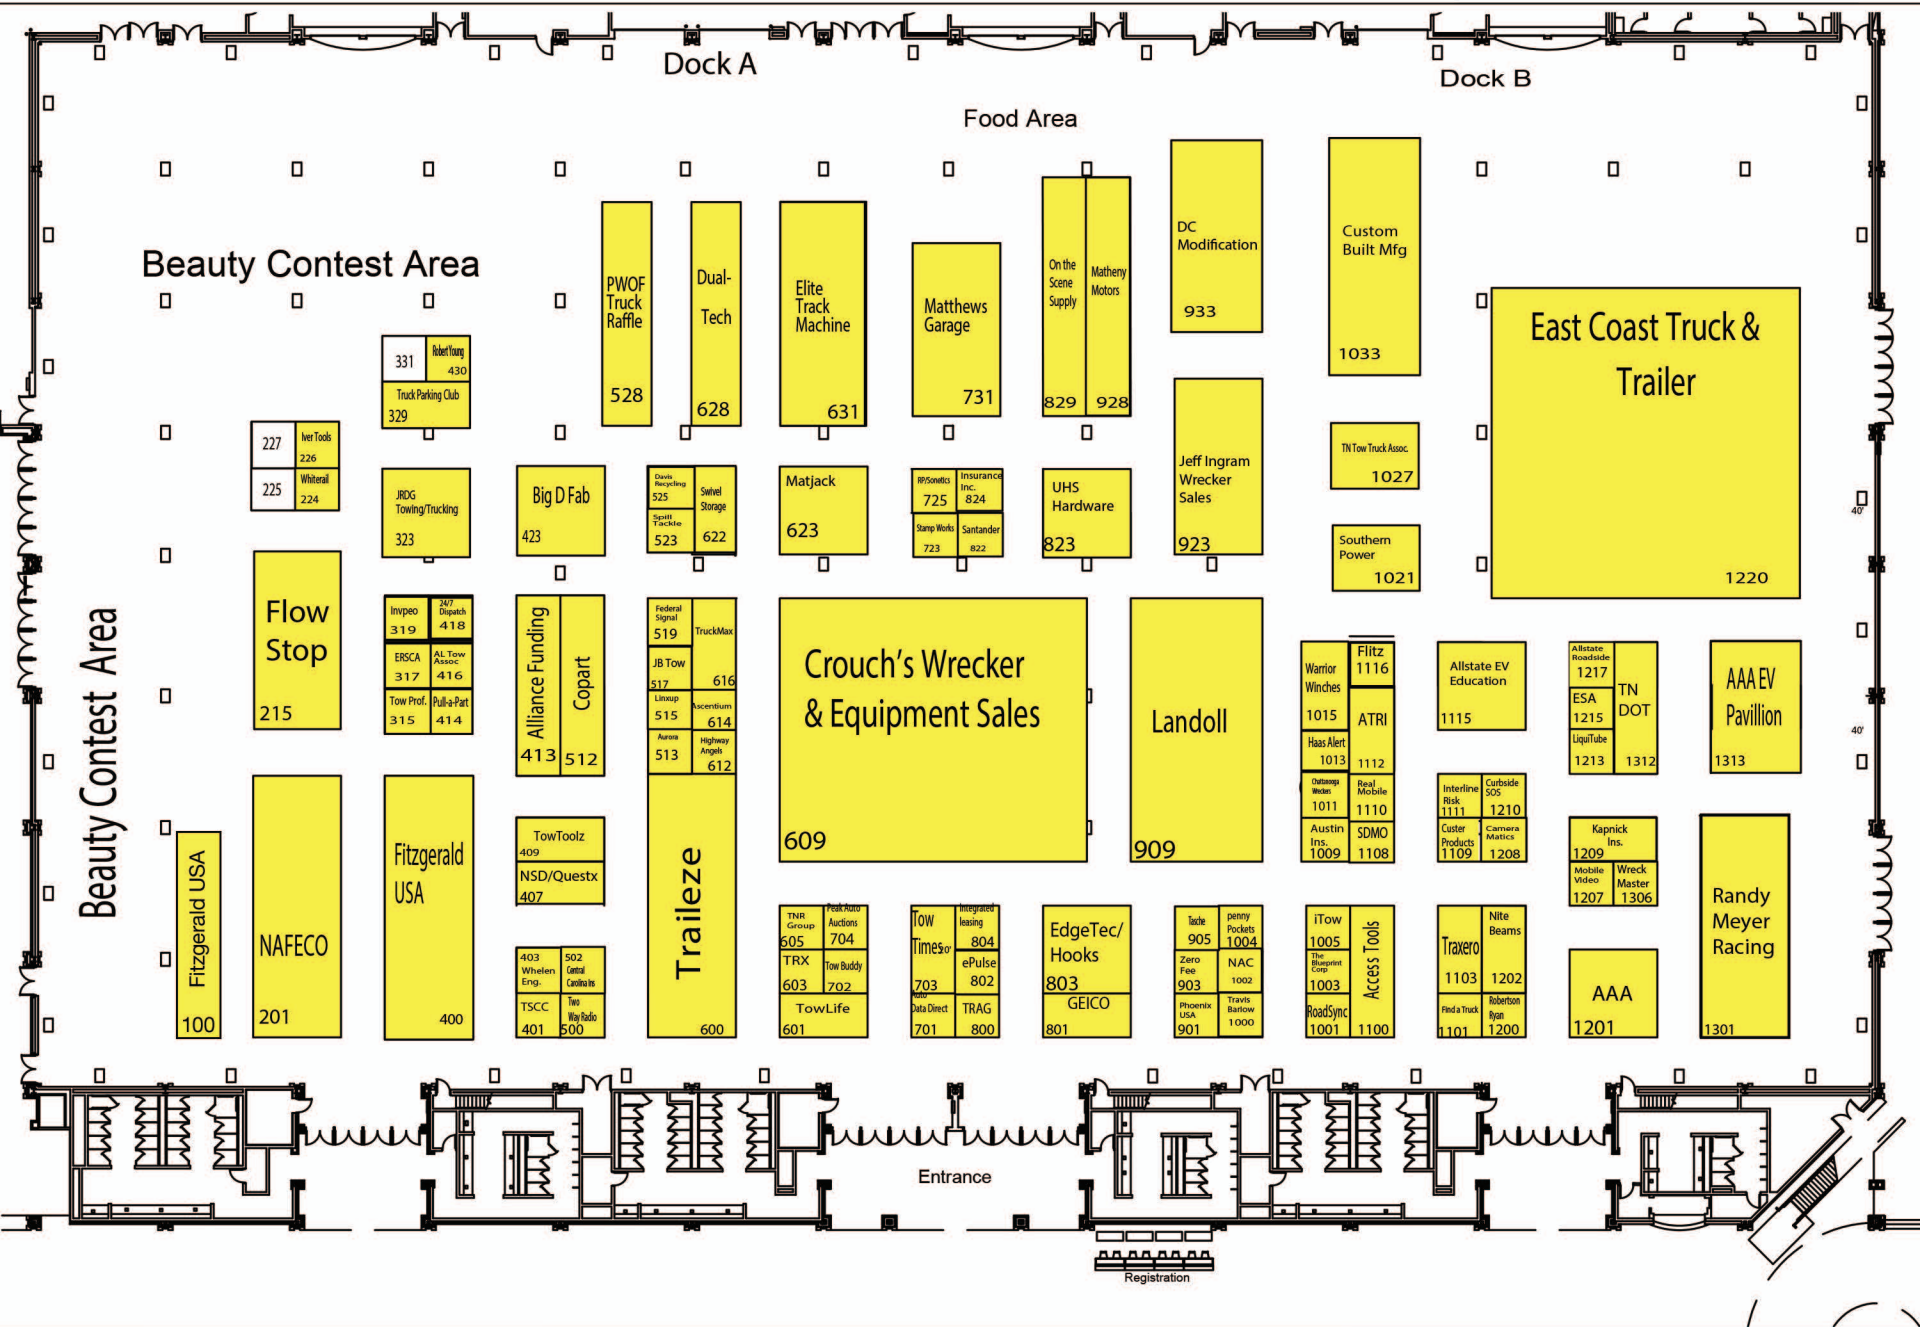 Dock A
Dock B
Food Area
Beauty Contest Area
PWOF
Truck
Raffle
528
Dual-
Tech
628
Elite
Track
Machine
631
Matthews
Garage
731
On the
Scene
Supply
829
Matheny
Motors
928
DC
Modification
933
Custom
Built Mfg
1033
East Coast Truck &
Trailer
1220
331
Robert Young
430
Truck Parking Club
329
227
Iver Tools
226
225
Whiterail
224
JRDG
Towing/Trucking
323
Big D Fab
423
Davis
Recycling
525
Spill
Tackle
523
Swivel
Storage
622
Matjack
623
RP/Sonetics
725
Insurance
Inc.
824
Stamp Works
723
Santander
822
UHS
Hardware
823
Jeff Ingram
Wrecker
Sales
923
TN Tow Truck Assoc.
1027
Southern
Power
1021
40'
40'
Beauty Contest Area
Flow
Stop
215
Invpeo
319
24/7
Dispatch
418
ERSCA
317
AL Tow
Assoc
416
Tow Prof.
315
Pull-a-Part
414
Alliance Funding
413
Copart
512
Federal
Signal
519
TruckMax
616
JB Tow
517
Linxup
515
Ascentium
614
Aurora
513
Highway
Angels
612
Crouch's Wrecker
& Equipment Sales
609
Landoll
909
Warrior
Winches
1015
Flitz
1116
ATRI
1112
Haas Alert
1013
Chattanooga
Wreckers
1011
Real
Mobile
1110
Austin
Ins.
1009
SDMO
1108
Allstate EV
Education
1115
Allstate
Roadside
1217
ESA
1215
LiquiTube
1213
TN
DOT
1312
AAA EV
Pavillion
1313
Interline
Risk
1111
Curbside
SOS
1210
Custer
Products
1109
Camera
Matics
1208
Kapnick
Ins.
1209
Mobile
Video
1207
Wreck
Master
1306
Randy
Meyer
Racing
1301
Fitzgerald USA
100
NAFECO
201
Fitzgerald
USA
400
TowToolz
409
NSD/Questx
407
403
Whelen
Eng.
502
Central
Carolina Ins
TSCC
401
Two
Way Radio
500
Traileze
600
TNR
Group
605
Peak Auto
Auctions
704
TRX
603
Tow Buddy
702
TowLife
601
Tow
Times
703
Integrated
leasing
804
ePulse
802
Auto
Data Direct
701
TRAG
800
EdgeTec/
Hooks
803
GEICO
801
Tasche
905
penny
Pockets
1004
Zero
Fee
903
NAC
1002
Phoenix
USA
901
Travis
Barlow
1000
iTow
1005
The
Blueprint
Corp
1003
RoadSync
1001
Access Tools
1100
Traxero
1103
Nite
Beams
1202
Find a Truck
1101
Robertson
Ryan
1200
AAA
1201
Entrance
Registration